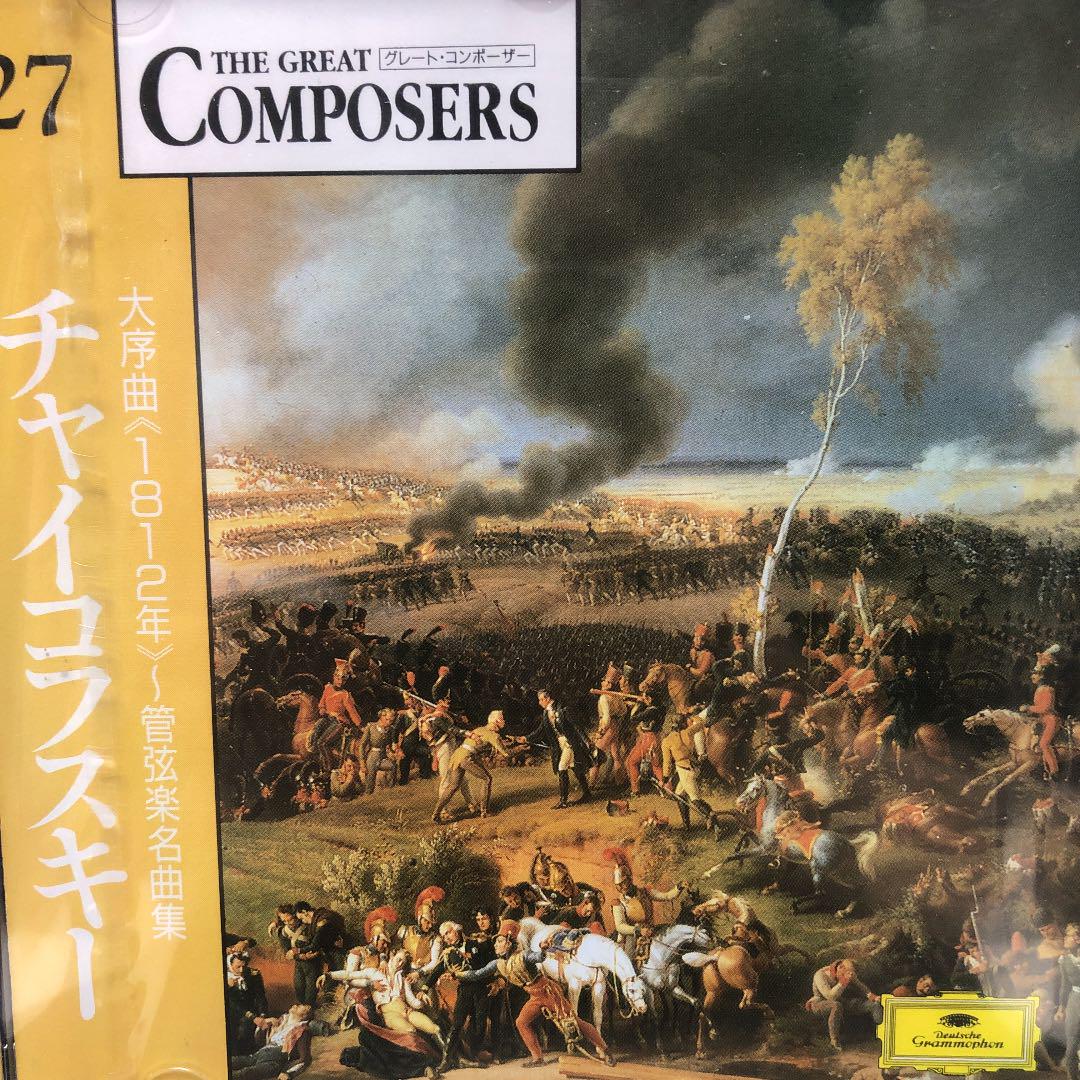 27
THE GREAT
グレート・コンポーザー
COMPOSERS
チャイコフスキー
大序曲《1812年》～管弦楽名曲集
Deutsche
Grammophon